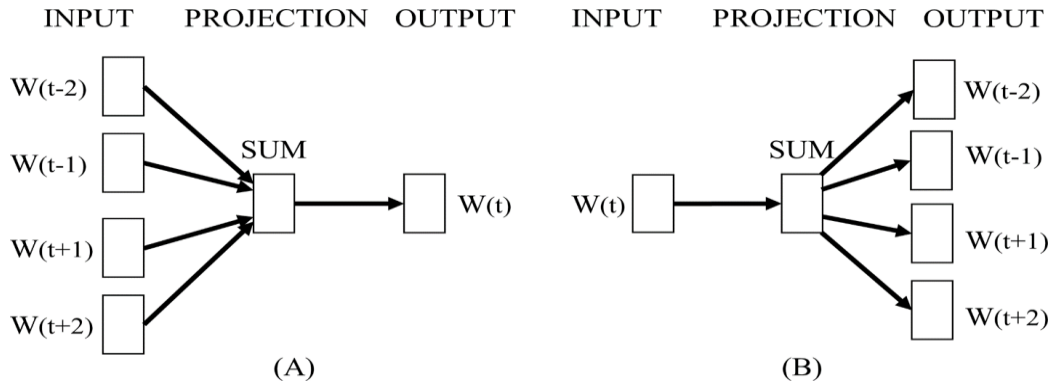 INPUT PROJECTION OUTPUT
W(t-2)
W(t-1)
SUM
W(t)
W(t+1)
W(t+2)
(A)
INPUT PROJECTION OUTPUT
W(t-2)
SUM
W(t-1)
W(t)
W(t+1)
W(t+2)
(B)